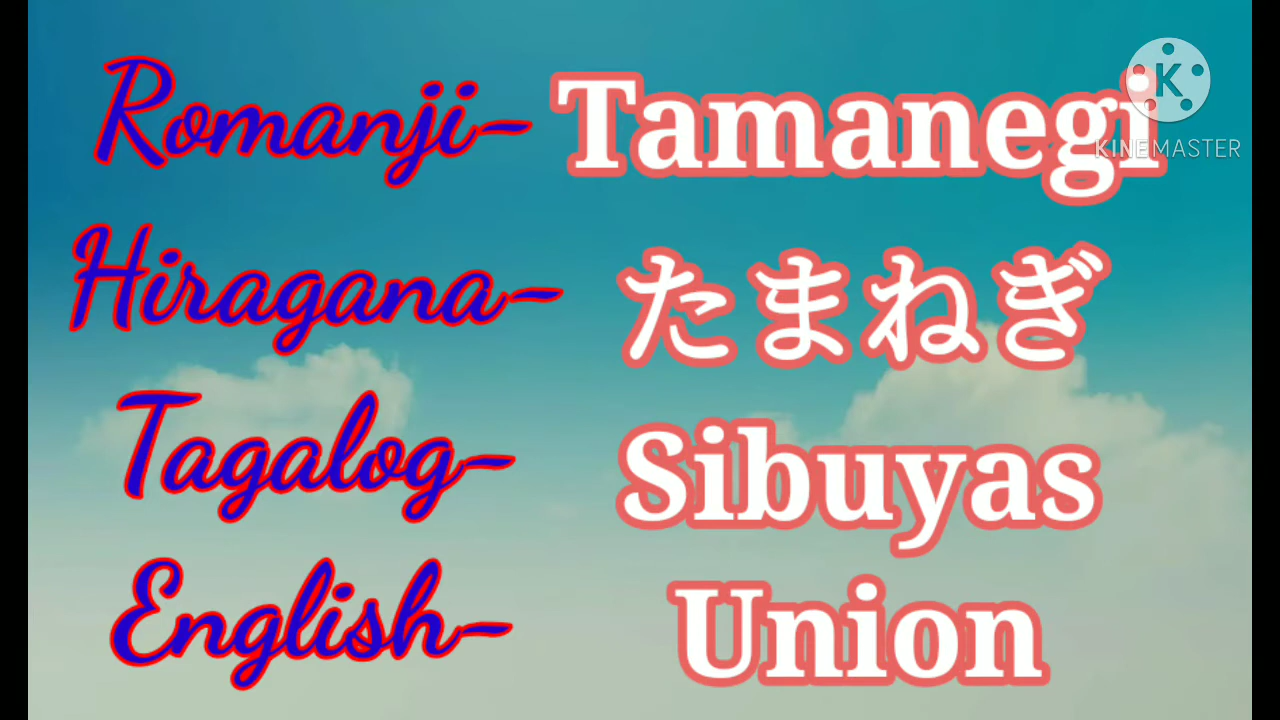 Romanji- Tamanegi
KINEMASTER
Hiragana- たまねぎ
Tagalog- Sibuyas
English- Union